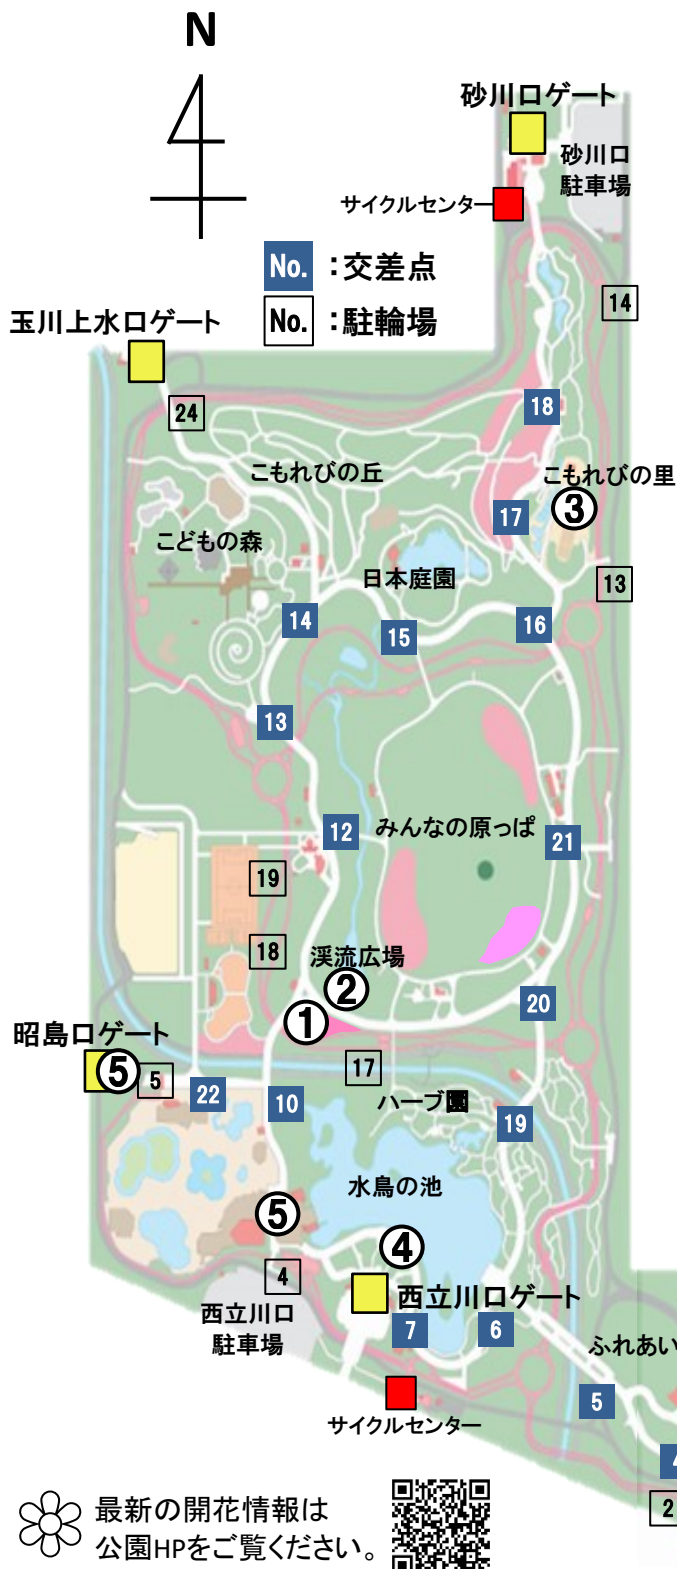 N
砂川口ゲート
砂川口
駐車場
サイクルセンター
No. ：交差点
No. ：駐輪場
14
玉川上水口ゲート
24
18
こもれびの丘
こもれびの里
17
③
こどもの森
日本庭園
13
14
15
16
13
12
みんなの原っぱ
21
19
18
渓流広場
②
①
20
昭島口ゲート
⑤
5
17
22
10
ハーブ園
19
水鳥の池
⑤
④
4
西立川口ゲート
西立川口
駐車場
7
6
ふれあい
5
サイクルセンター
2
最新の開花情報は
公園HPをご覧ください。